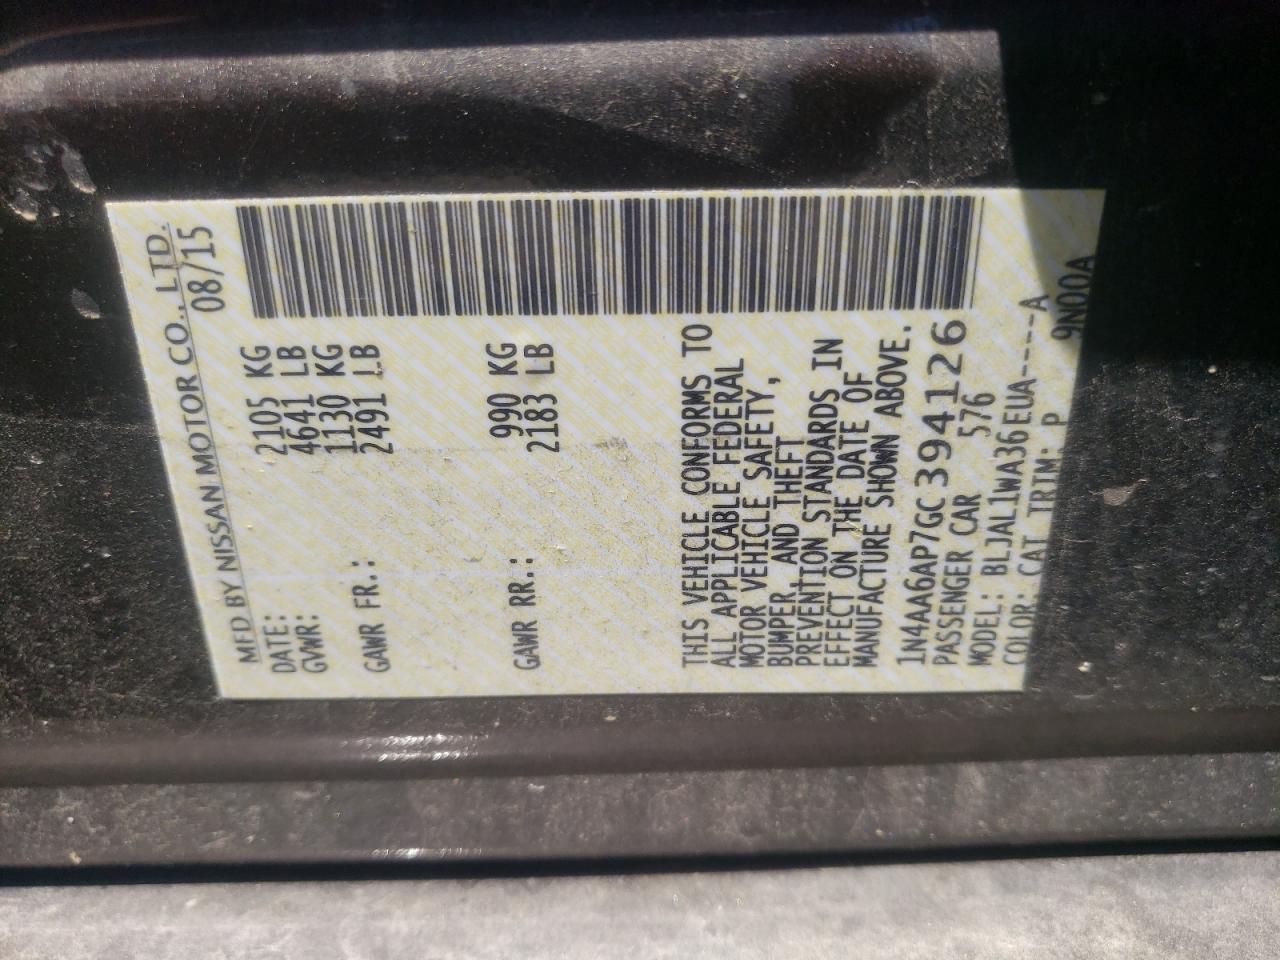 MFD BY NISSAN MOTOR CO., LTD.
DATE: 08/15
GVWR: 2105 KG
4641 LB
GAWR FR.: 1130 KG
2491 LB
GAWR RR.: 990 KG
2183 LB
THIS VEHICLE CONFORMS TO
ALL APPLICABLE FEDERAL
MOTOR VEHICLE SAFETY,
BUMPER, AND THEFT
PREVENTION STANDARDS IN
EFFECT ON THE DATE OF
MANUFACTURE SHOWN ABOVE.
1N4AA6AP7GC394126
PASSENGER CAR 576
MODEL: BLJAL1WA36EUA----A
COLOR: CAT TRIM: P 9N00A